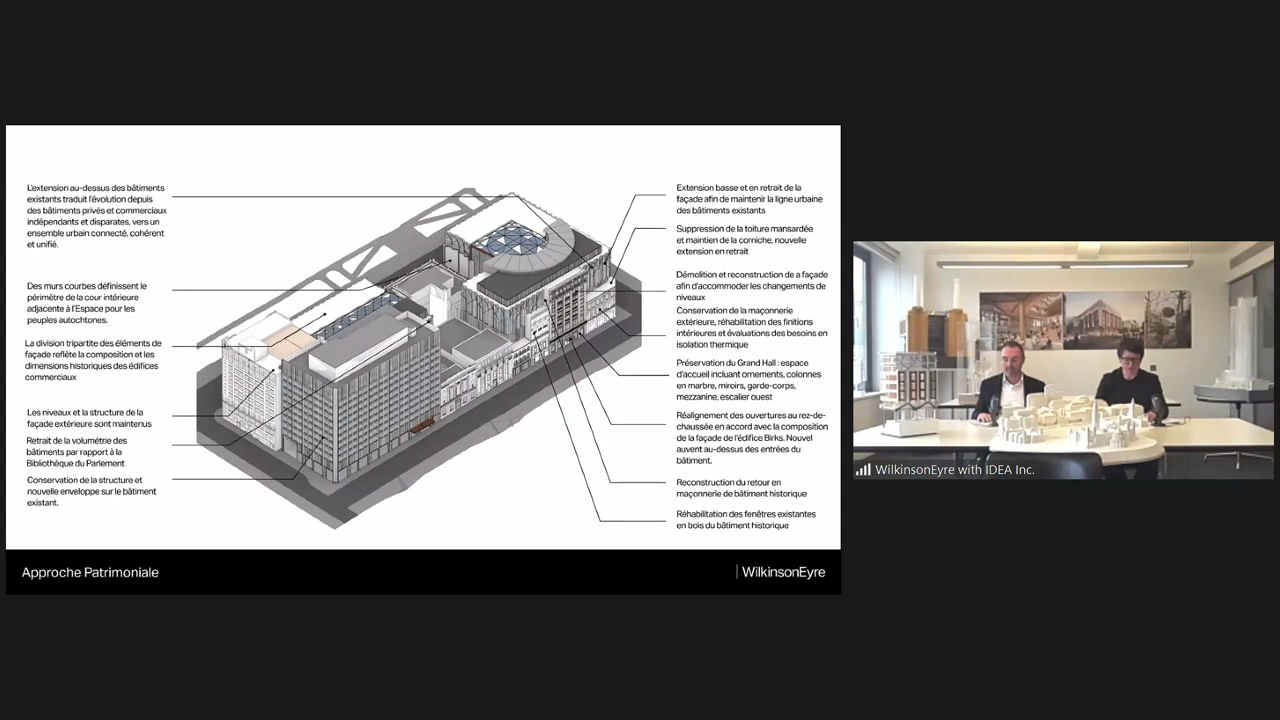 L'extension au-dessus des bâtiments
existants traduit l'évolution depuis
des bâtiments privés et commerciaux
indépendants et disparates, vers un
ensemble urbain connecté, cohérent
et unifié.
Des murs courbes définissent le
périmètre de la cour intérieure
adjacente à l'Espace pour les
peuples autochtones.
La division tripartite des éléments de
façade reflète la composition et les
dimensions historiques des édifices
commerciaux
Les niveaux et la structure de la
façade extérieure sont maintenus
Retrait de la volumétrie des
bâtiments par rapport à la
Bibliothèque du Parlement
Conservation de la structure et
nouvelle enveloppe sur le bâtiment
existant.
Extension basse et en retrait de la
façade afin de maintenir la ligne urbaine
des bâtiments existants
Suppression de la toiture mansardée
et maintien de la corniche, nouvelle
extension en retrait
Démolition et reconstruction de a façade
afin d'accommoder les changements de
niveaux
Conservation de la maçonnerie
extérieure, réhabilitation des finitions
intérieures et évaluations des besoins en
isolation thermique
Préservation du Grand Hall : espace
d'accueil incluant ornements, colonnes
en marbre, miroirs, garde-corps,
mezzanine, escalier ouest
Réalignement des ouvertures au rez-de-
chaussée en accord avec la composition
de la façade de l'édifice Birks. Nouvel
auvent au-dessus des entrées du
bâtiment.
Reconstruction du retour en
maçonnerie de bâtiment historique
Réhabilitation des fenêtres existantes
en bois du bâtiment historique
Approche Patrimoniale
WilkinsonEyre
WilkinsonEyre with IDEA Inc.